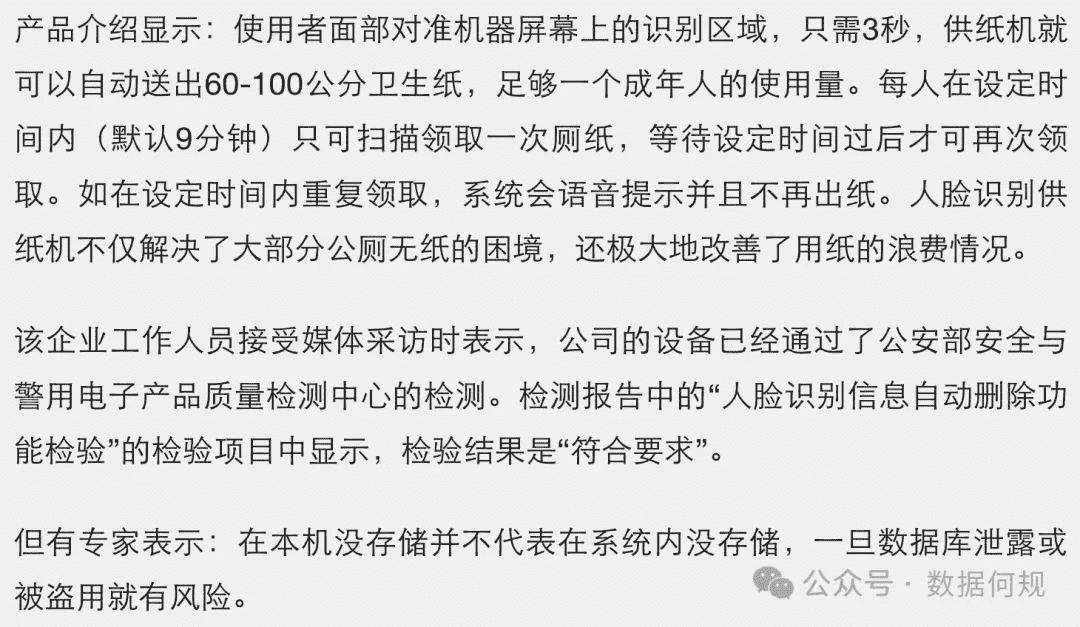 产品介绍显示：使用者面部对准机器屏幕上的识别区域，只需3秒，供纸机就
可以自动送出60-100公分卫生纸，足够一个成年人的使用量。每人在设定时
间内（默认9分钟）只可扫描领取一次厕纸，等待设定时间过后才可再次领
取。如在设定时间内重复领取，系统会语音提示并且不再出纸。人脸识别供
纸机不仅解决了大部分公厕无纸的困境，还极大地改善了用纸的浪费情况。
该企业工作人员接受媒体采访时表示，公司的设备已经通过了公安部安全与
警用电子产品质量检测中心的检测。检测报告中的“人脸识别信息自动删除功
能检验”的检验项目中显示，检验结果是“符合要求”。
但有专家表示：在本机没存储并不代表在系统内没存储，一旦数据库泄露或
被盗用就有风险。
公众号 · 数据何规